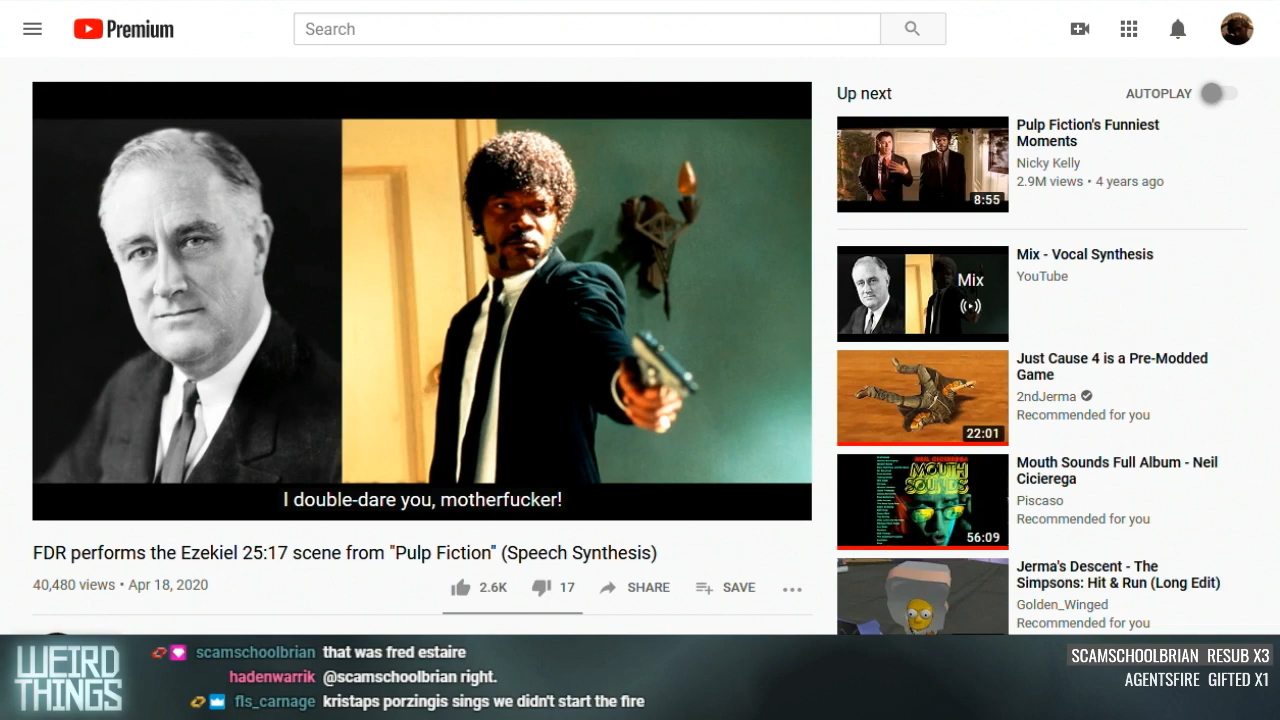 Premium
Search
I double-dare you, motherfucker!
FDR performs the Ezekiel 25:17 scene from "Pulp Fiction" (Speech Synthesis)
40,480 views • Apr 18, 2020
2.6K
17
SHARE
SAVE
Up next
AUTOPLAY
8:55
Pulp Fiction's Funniest
Moments
Nicky Kelly
2.9M views • 4 years ago
Mix
Mix - Vocal Synthesis
YouTube
22:01
Just Cause 4 is a Pre-Modded
Game
2ndJerma
Recommended for you
MOUTH
SOUNDS
56:09
Mouth Sounds Full Album - Neil
Cicierega
Piscaso
Recommended for you
Jerma's Descent - The
Simpsons: Hit & Run (Long Edit)
Golden_Winged
Recommended for you
WEIRD
THINGS
scamschoolbrian that was fred estaire
hadenwarrik @scamschoolbrian right.
fls_carnage kristaps porzingis sings we didn't start the fire
SCAMSCHOOLBRIAN RESUB X3
AGENTSFIRE GIFTED X1